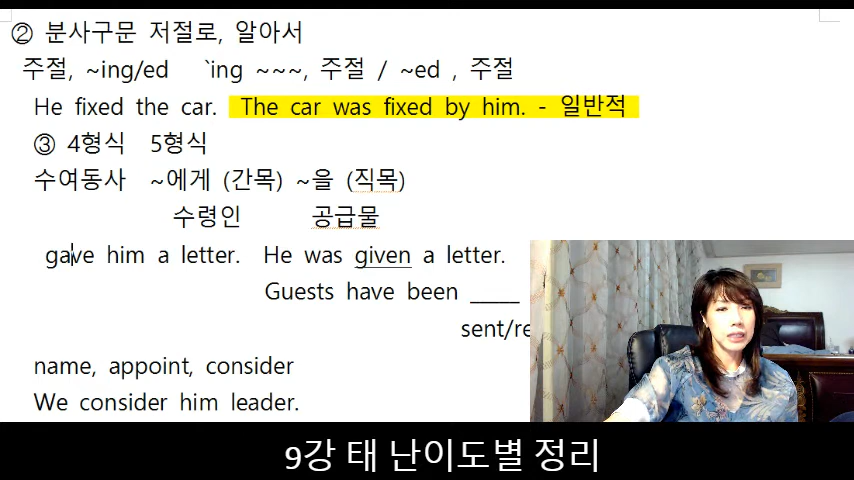 ② 분사구문 저절로, 알아서
주절, ~ing/ed `ing ~~~, 주절 / ~ed , 주절
He fixed the car. The car was fixed by him. - 일반적
③ 4형식 5형식
수여동사 ~에게 (간목) ~을 (직목)
수령인 공급물
gave him a letter. He was given a letter.
Guests have been _____
sent/re
name, appoint, consider
We consider him leader.
9강 태 난이도별 정리